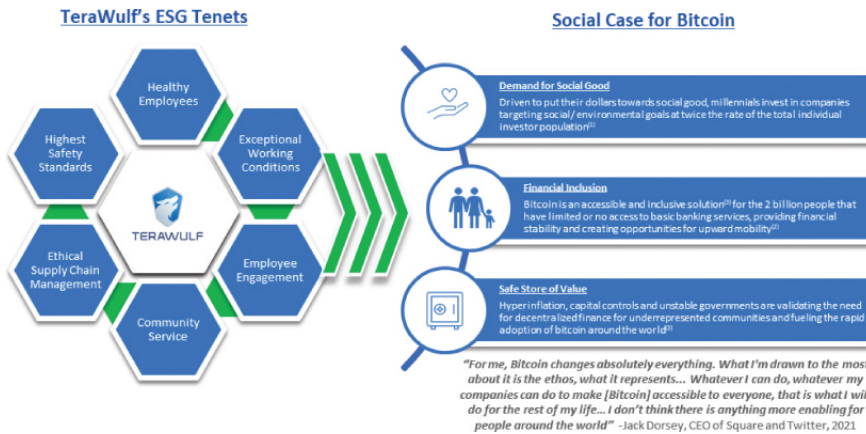 TeraWulf's ESG Tenets
Healthy
Employees
Highest
Safety
Standards
Exceptional
Working
Conditions
TERAWULF
Ethical
Supply Chain
Management
Employee
Engagement
Community
Service
Social Case for Bitcoin
Demand for Social Good
Driven to put their dollars towards social good, millennials invest in companies
targeting social/ environmental goals at twice the rate of the total individual
investor population(1)
Financial Inclusion
Bitcoin is an accessible and inclusive solution(3) for the 2 billion people that
have limited or no access to basic banking services, providing financial
stability and creating opportunities for upward mobility(2)
Safe Store of Value
Hyperinflation, capital controls and unstable governments are validating the need
for decentralized finance for underrepresented communities and fueling the rapid
adoption of bitcoin around the world(3)
"For me, Bitcoin changes absolutely everything. What I'm drawn to the most
about it is the ethos, what it represents... Whatever I can do, whatever my
companies can do to make [Bitcoin] accessible to everyone, that is what I will
do for the rest of my life... I don't think there is anything more enabling for
people around the world" -Jack Dorsey, CEO of Square and Twitter, 2021